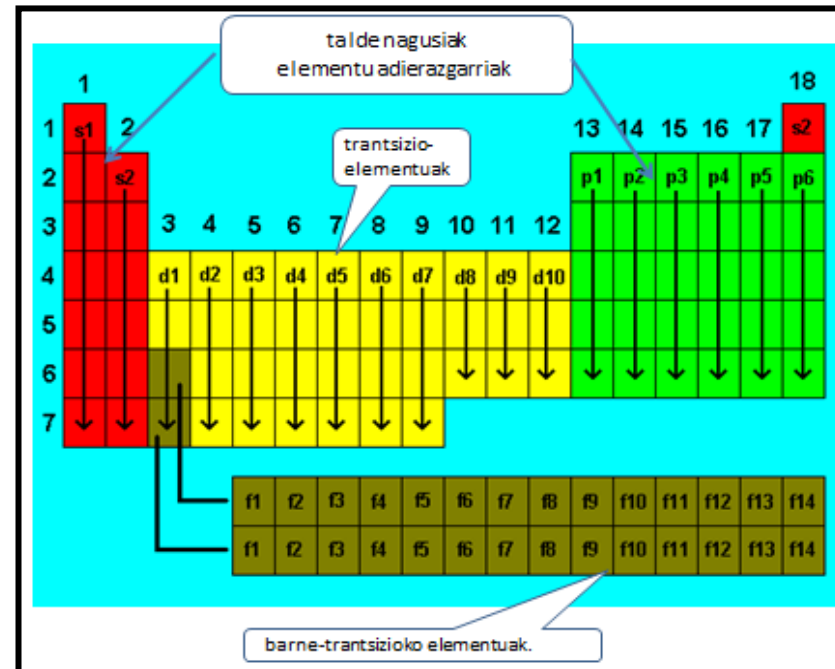 talde nagusiak
elementu adierazgarriak
1 18
1 s1 2 13 14 15 16 17 s2
trantsizio-
elementuak
2 s2 p1 p2 p3 p4 p5 p6
3 3 4 5 6 7 8 9 10 11 12
4 d1 d2 d3 d4 d5 d6 d7 d8 d9 d10
5
6
7
f1 f2 f3 f4 f5 f6 f7 f8 f9 f10 f11 f12 f13 f14
f1 f2 f3 f4 f5 f6 f7 f8 f9 f10 f11 f12 f13 f14
barne-trantsizioko elementuak.